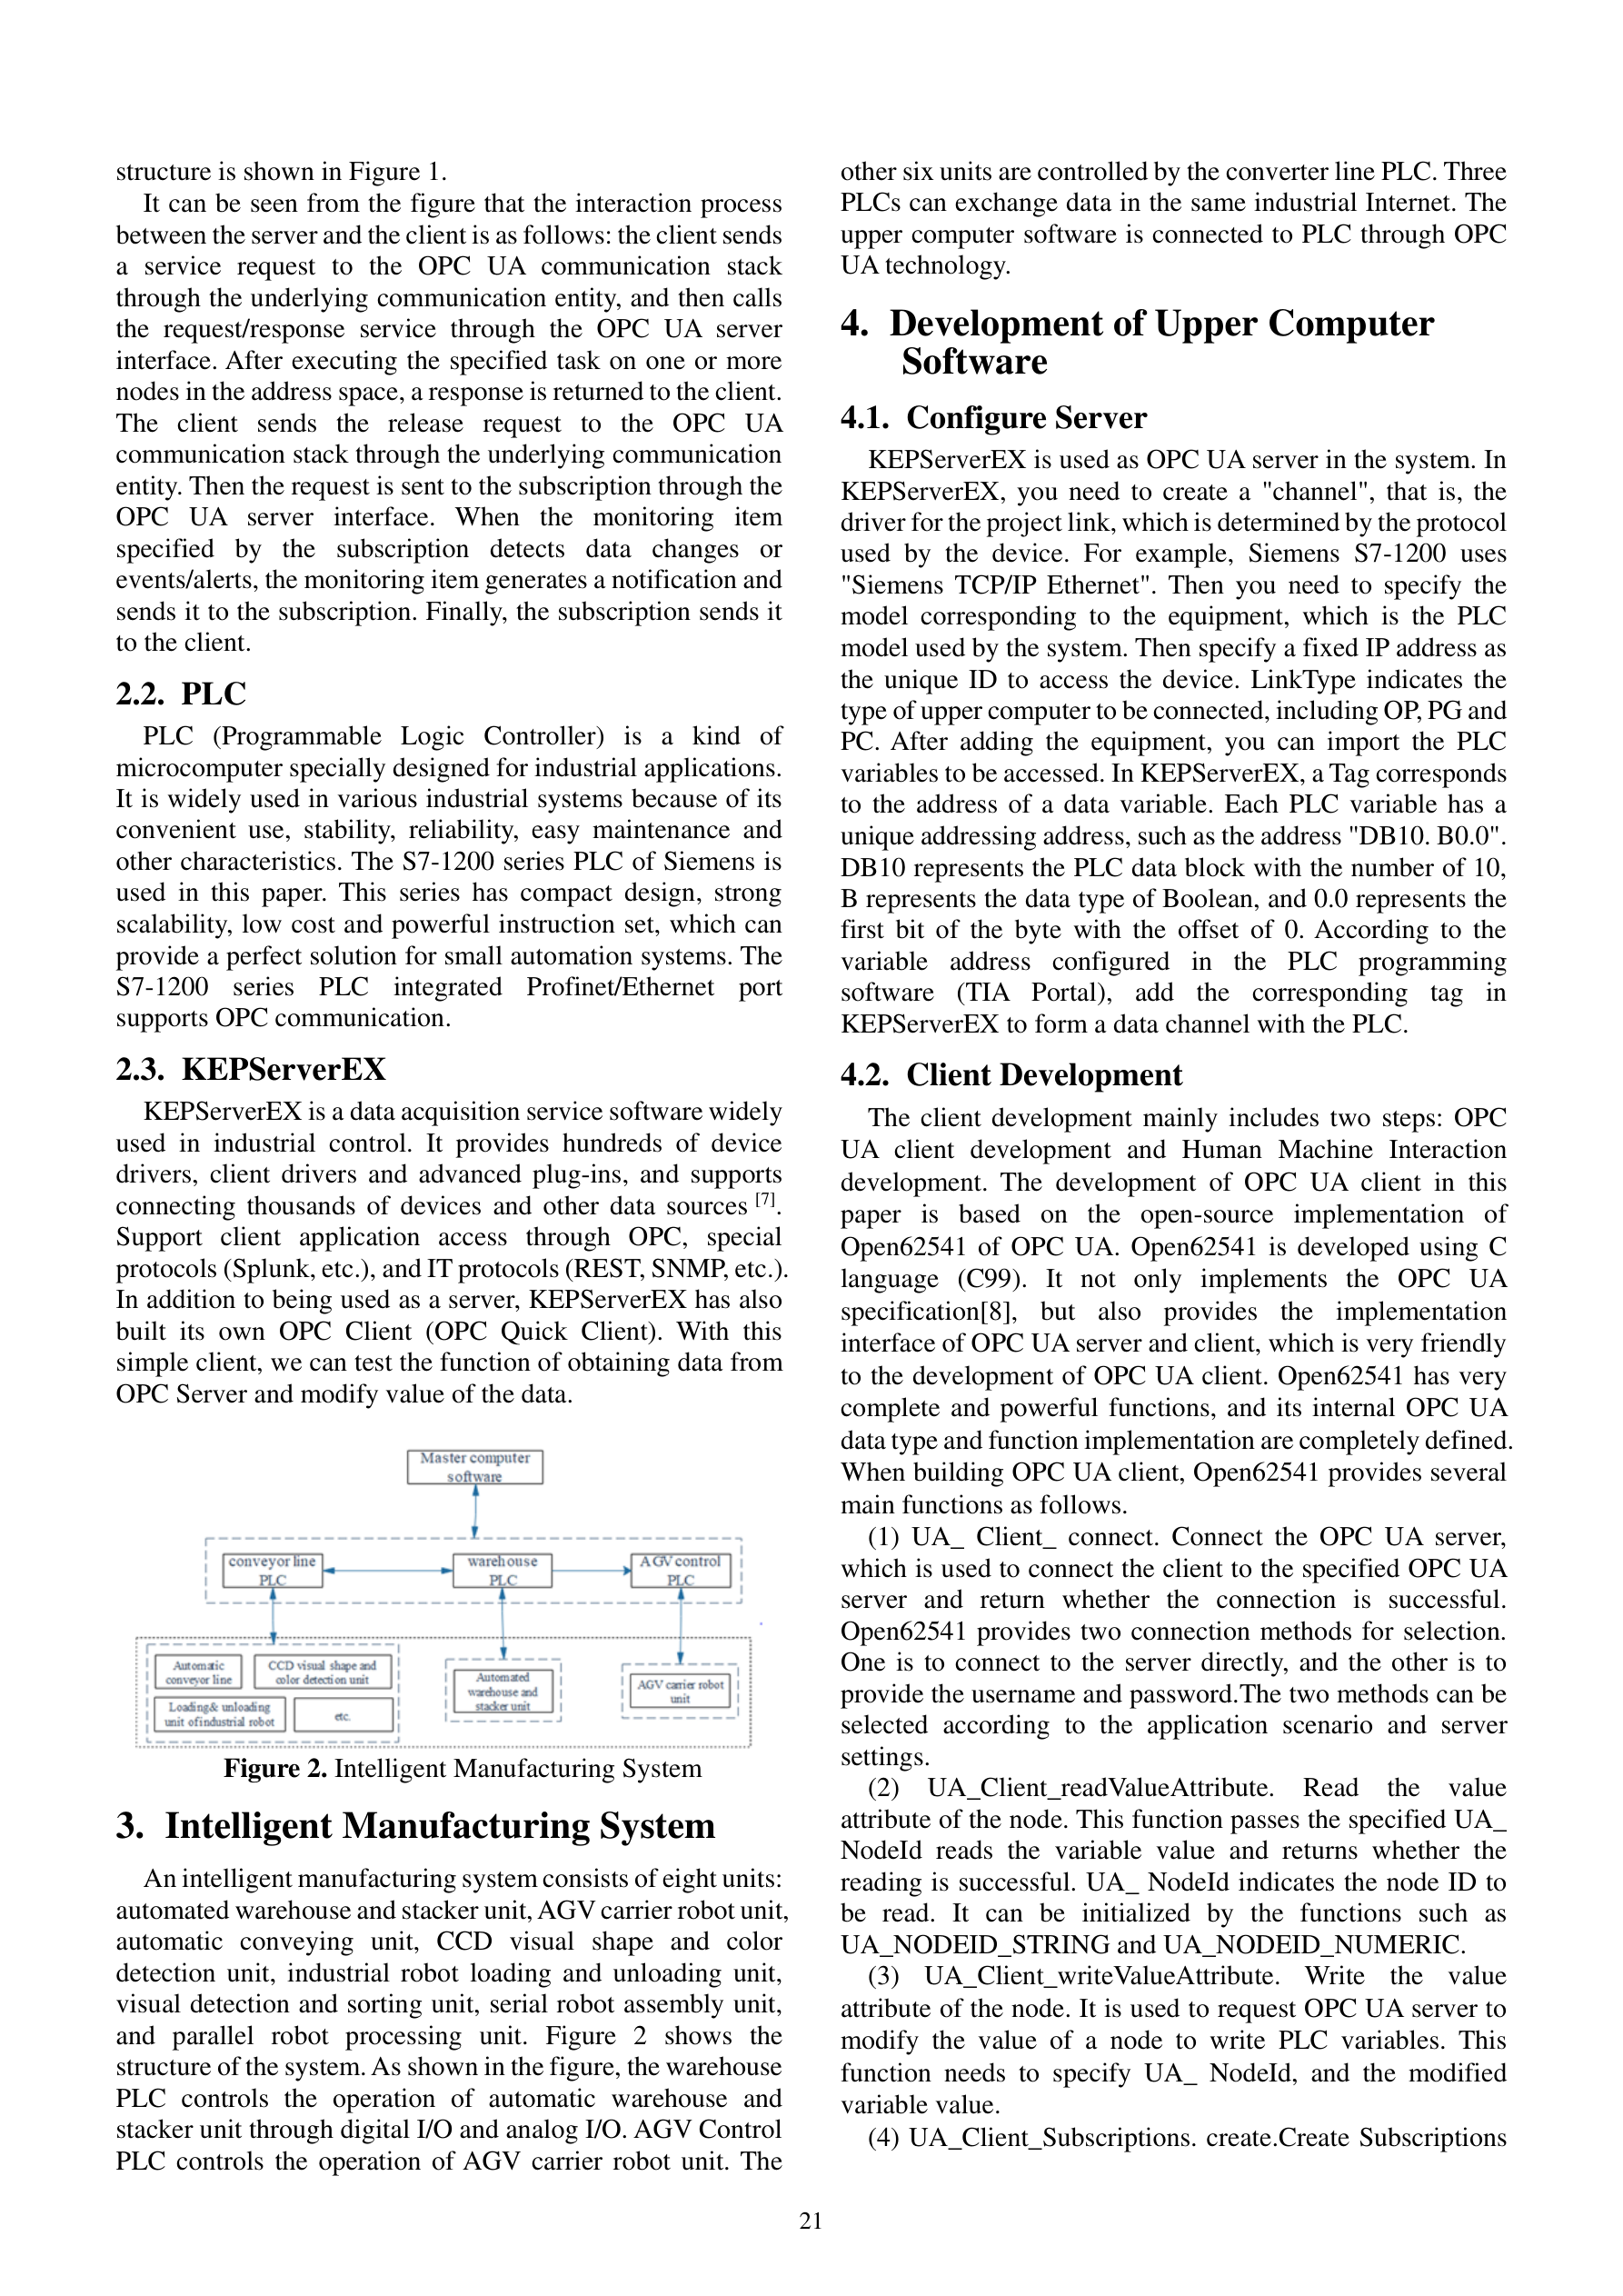 structure is shown in Figure 1.
It can be seen from the figure that the interaction process
between the server and the client is as follows: the client sends
a service request to the OPC UA communication stack
through the underlying communication entity, and then calls
the request/response service through the OPC UA server
interface. After executing the specified task on one or more
nodes in the address space, a response is returned to the client.
The client sends the release request to the OPC UA
communication stack through the underlying communication
entity. Then the request is sent to the subscription through the
OPC UA server interface. When the monitoring item
specified by the subscription detects data changes or
events/alerts, the monitoring item generates a notification and
sends it to the subscription. Finally, the subscription sends it
to the client.
2.2. PLC
PLC (Programmable Logic Controller) is a kind of
microcomputer specially designed for industrial applications.
It is widely used in various industrial systems because of its
convenient use, stability, reliability, easy maintenance and
other characteristics. The S7-1200 series PLC of Siemens is
used in this paper. This series has compact design, strong
scalability, low cost and powerful instruction set, which can
provide a perfect solution for small automation systems. The
S7-1200 series PLC integrated Profinet/Ethernet port
supports OPC communication.
2.3. KEPServerEX
KEPServerEX is a data acquisition service software widely
used in industrial control. It provides hundreds of device
drivers, client drivers and advanced plug-ins, and supports
connecting thousands of devices and other data sources [7].
Support client application access through OPC, special
protocols (Splunk, etc.), and IT protocols (REST, SNMP, etc.).
In addition to being used as a server, KEPServerEX has also
built its own OPC Client (OPC Quick Client). With this
simple client, we can test the function of obtaining data from
OPC Server and modify value of the data.
Master computer
software
conveyor line
PLC
warehouse
PLC
AGV control
PLC
Automatic
conveyor line
CCD visual shape and
color detection unit
Loading& unloading
unit ofindustrial robot
etc.
Automated
warehouse and
stacker unit
AGV carrier robot
unit
Figure 2. Intelligent Manufacturing System
3. Intelligent Manufacturing System
An intelligent manufacturing system consists of eight units:
automated warehouse and stacker unit, AGV carrier robot unit,
automatic conveying unit, CCD visual shape and color
detection unit, industrial robot loading and unloading unit,
visual detection and sorting unit, serial robot assembly unit,
and parallel robot processing unit. Figure 2 shows the
structure of the system. As shown in the figure, the warehouse
PLC controls the operation of automatic warehouse and
stacker unit through digital I/O and analog I/O. AGV Control
PLC controls the operation of AGV carrier robot unit. The
other six units are controlled by the converter line PLC. Three
PLCs can exchange data in the same industrial Internet. The
upper computer software is connected to PLC through OPC
UA technology.
4. Development of Upper Computer
Software
4.1. Configure Server
KEPServerEX is used as OPC UA server in the system. In
KEPServerEX, you need to create a "channel", that is, the
driver for the project link, which is determined by the protocol
used by the device. For example, Siemens S7-1200 uses
"Siemens TCP/IP Ethernet". Then you need to specify the
model corresponding to the equipment, which is the PLC
model used by the system. Then specify a fixed IP address as
the unique ID to access the device. LinkType indicates the
type of upper computer to be connected, including OP, PG and
PC. After adding the equipment, you can import the PLC
variables to be accessed. In KEPServerEX, a Tag corresponds
to the address of a data variable. Each PLC variable has a
unique addressing address, such as the address "DB10. B0.0".
DB10 represents the PLC data block with the number of 10,
B represents the data type of Boolean, and 0.0 represents the
first bit of the byte with the offset of 0. According to the
variable address configured in the PLC programming
software (TIA Portal), add the corresponding tag in
KEPServerEX to form a data channel with the PLC.
4.2. Client Development
The client development mainly includes two steps: OPC
UA client development and Human Machine Interaction
development. The development of OPC UA client in this
paper is based on the open-source implementation of
Open62541 of OPC UA. Open62541 is developed using C
language (C99). It not only implements the OPC UA
specification[8], but also provides the implementation
interface of OPC UA server and client, which is very friendly
to the development of OPC UA client. Open62541 has very
complete and powerful functions, and its internal OPC UA
data type and function implementation are completely defined.
When building OPC UA client, Open62541 provides several
main functions as follows.
(1) UA_ Client_ connect. Connect the OPC UA server,
which is used to connect the client to the specified OPC UA
server and return whether the connection is successful.
Open62541 provides two connection methods for selection.
One is to connect to the server directly, and the other is to
provide the username and password.The two methods can be
selected according to the application scenario and server
settings.
(2) UA_Client_readValueAttribute. Read the value
attribute of the node. This function passes the specified UA_
NodeId reads the variable value and returns whether the
reading is successful. UA_ NodeId indicates the node ID to
be read. It can be initialized by the functions such as
UA_NODEID_STRING and UA_NODEID_NUMERIC.
(3) UA_Client_writeValueAttribute. Write the value
attribute of the node. It is used to request OPC UA server to
modify the value of a node to write PLC variables. This
function needs to specify UA_ NodeId, and the modified
variable value.
(4) UA_Client_Subscriptions. create.Create Subscriptions
21